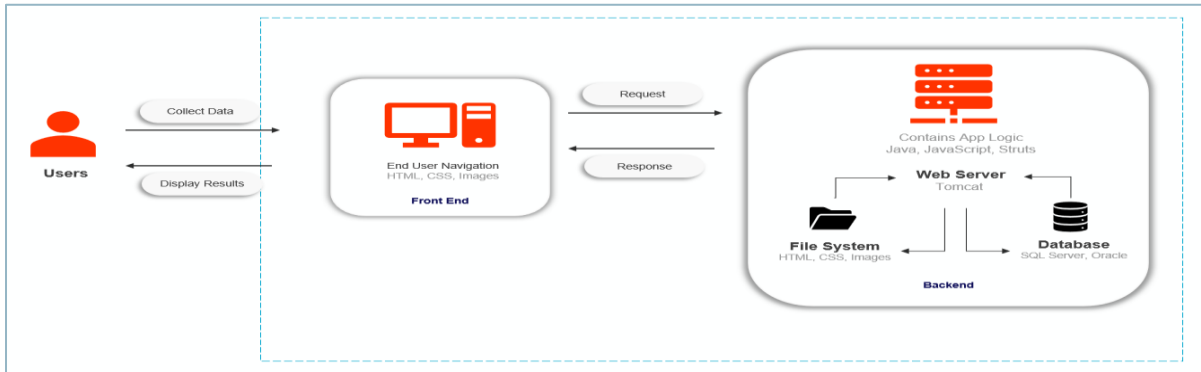 Users
Collect Data
Display Results
End User Navigation
HTML, CSS, Images
Front End
Request
Response
Contains App Logic
Java, JavaScript, Struts
Web Server
Tomcat
File System
HTML, CSS, Images
Database
SQL Server, Oracle
Backend